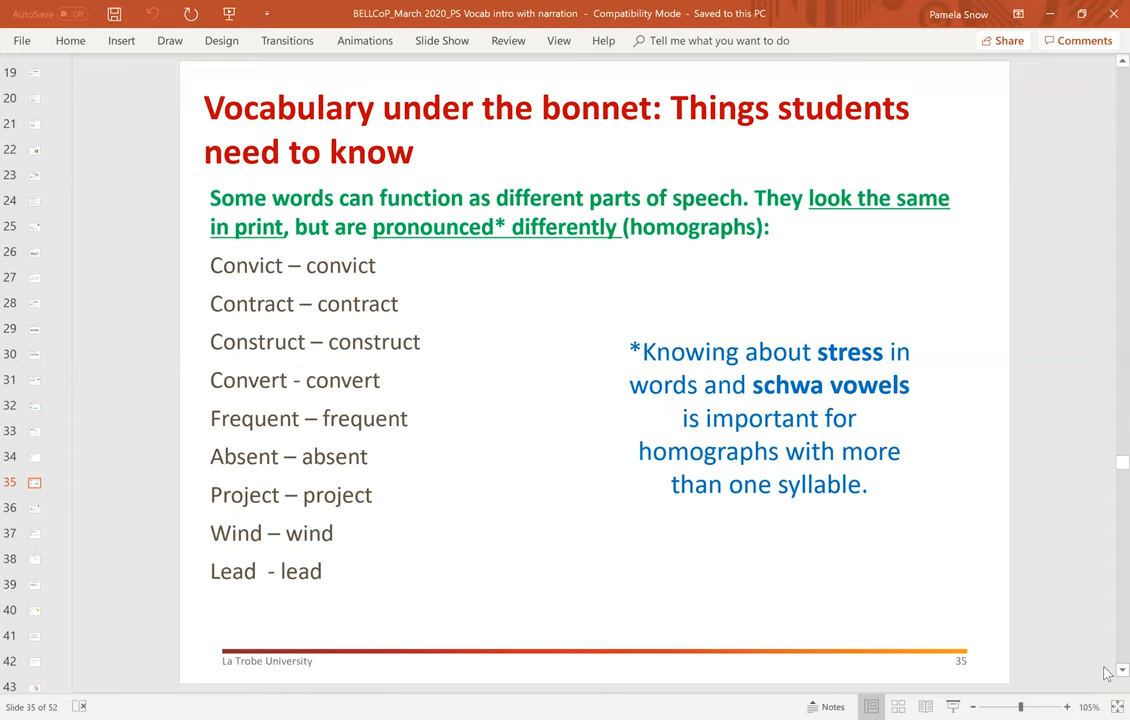 AutoSave Off
BELLCoP_March 2020_PS Vocab intro with narration - Compatibility Mode - Saved to this PC
Pamela Snow
File Home Insert Draw Design Transitions Animations Slide Show Review View Help Tell me what you want to do Share Comments
19
20
21
22
23
24
25
26
27
28
29
30
31
32
33
34
35
36
37
38
39
40
41
42
43
Vocabulary under the bonnet: Things students
need to know
Some words can function as different parts of speech. They look the same
in print, but are pronounced* differently (homographs):
Convict – convict
Contract – contract
Construct – construct
Convert - convert
Frequent – frequent
Absent – absent
Project – project
Wind – wind
Lead - lead
*Knowing about stress in
words and schwa vowels
is important for
homographs with more
than one syllable.
La Trobe University 35
Slide 35 of 52 Notes 105%